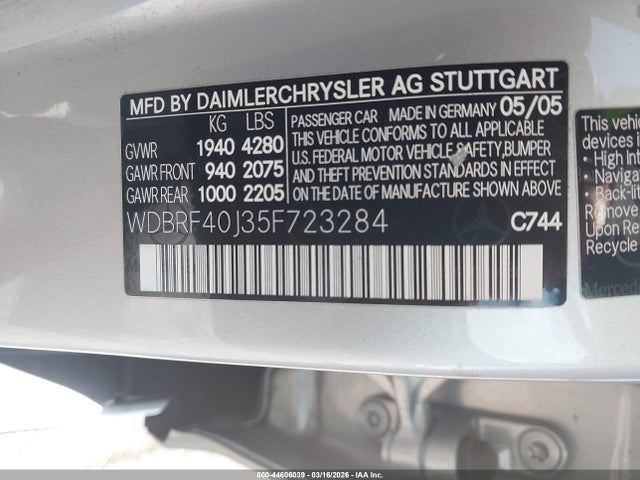 MFD BY DAIMLERCHRYSLER AG STUTTGART
KG LBS
GVWR 1940 4280
GAWR FRONT 940 2075
GAWR REAR 1000 2205
PASSENGER CAR MADE IN GERMANY 05/05
THIS VEHICLE CONFORMS TO ALL APPLICABLE
U.S. FEDERAL MOTOR VEHICLE SAFETY, BUMPER
AND THEFT PREVENTION STANDARDS IN EFFECT
ON THE DATE OF MANUFACTURE SHOWN ABOVE
WDBRF40J35F723284 C744
This vehi
devices i
• High Int
• Navigat
• Back-lit
Remove
Upon Re
Recycle
Merced
000-44606039 - 03/16/2026 - IAA Inc.